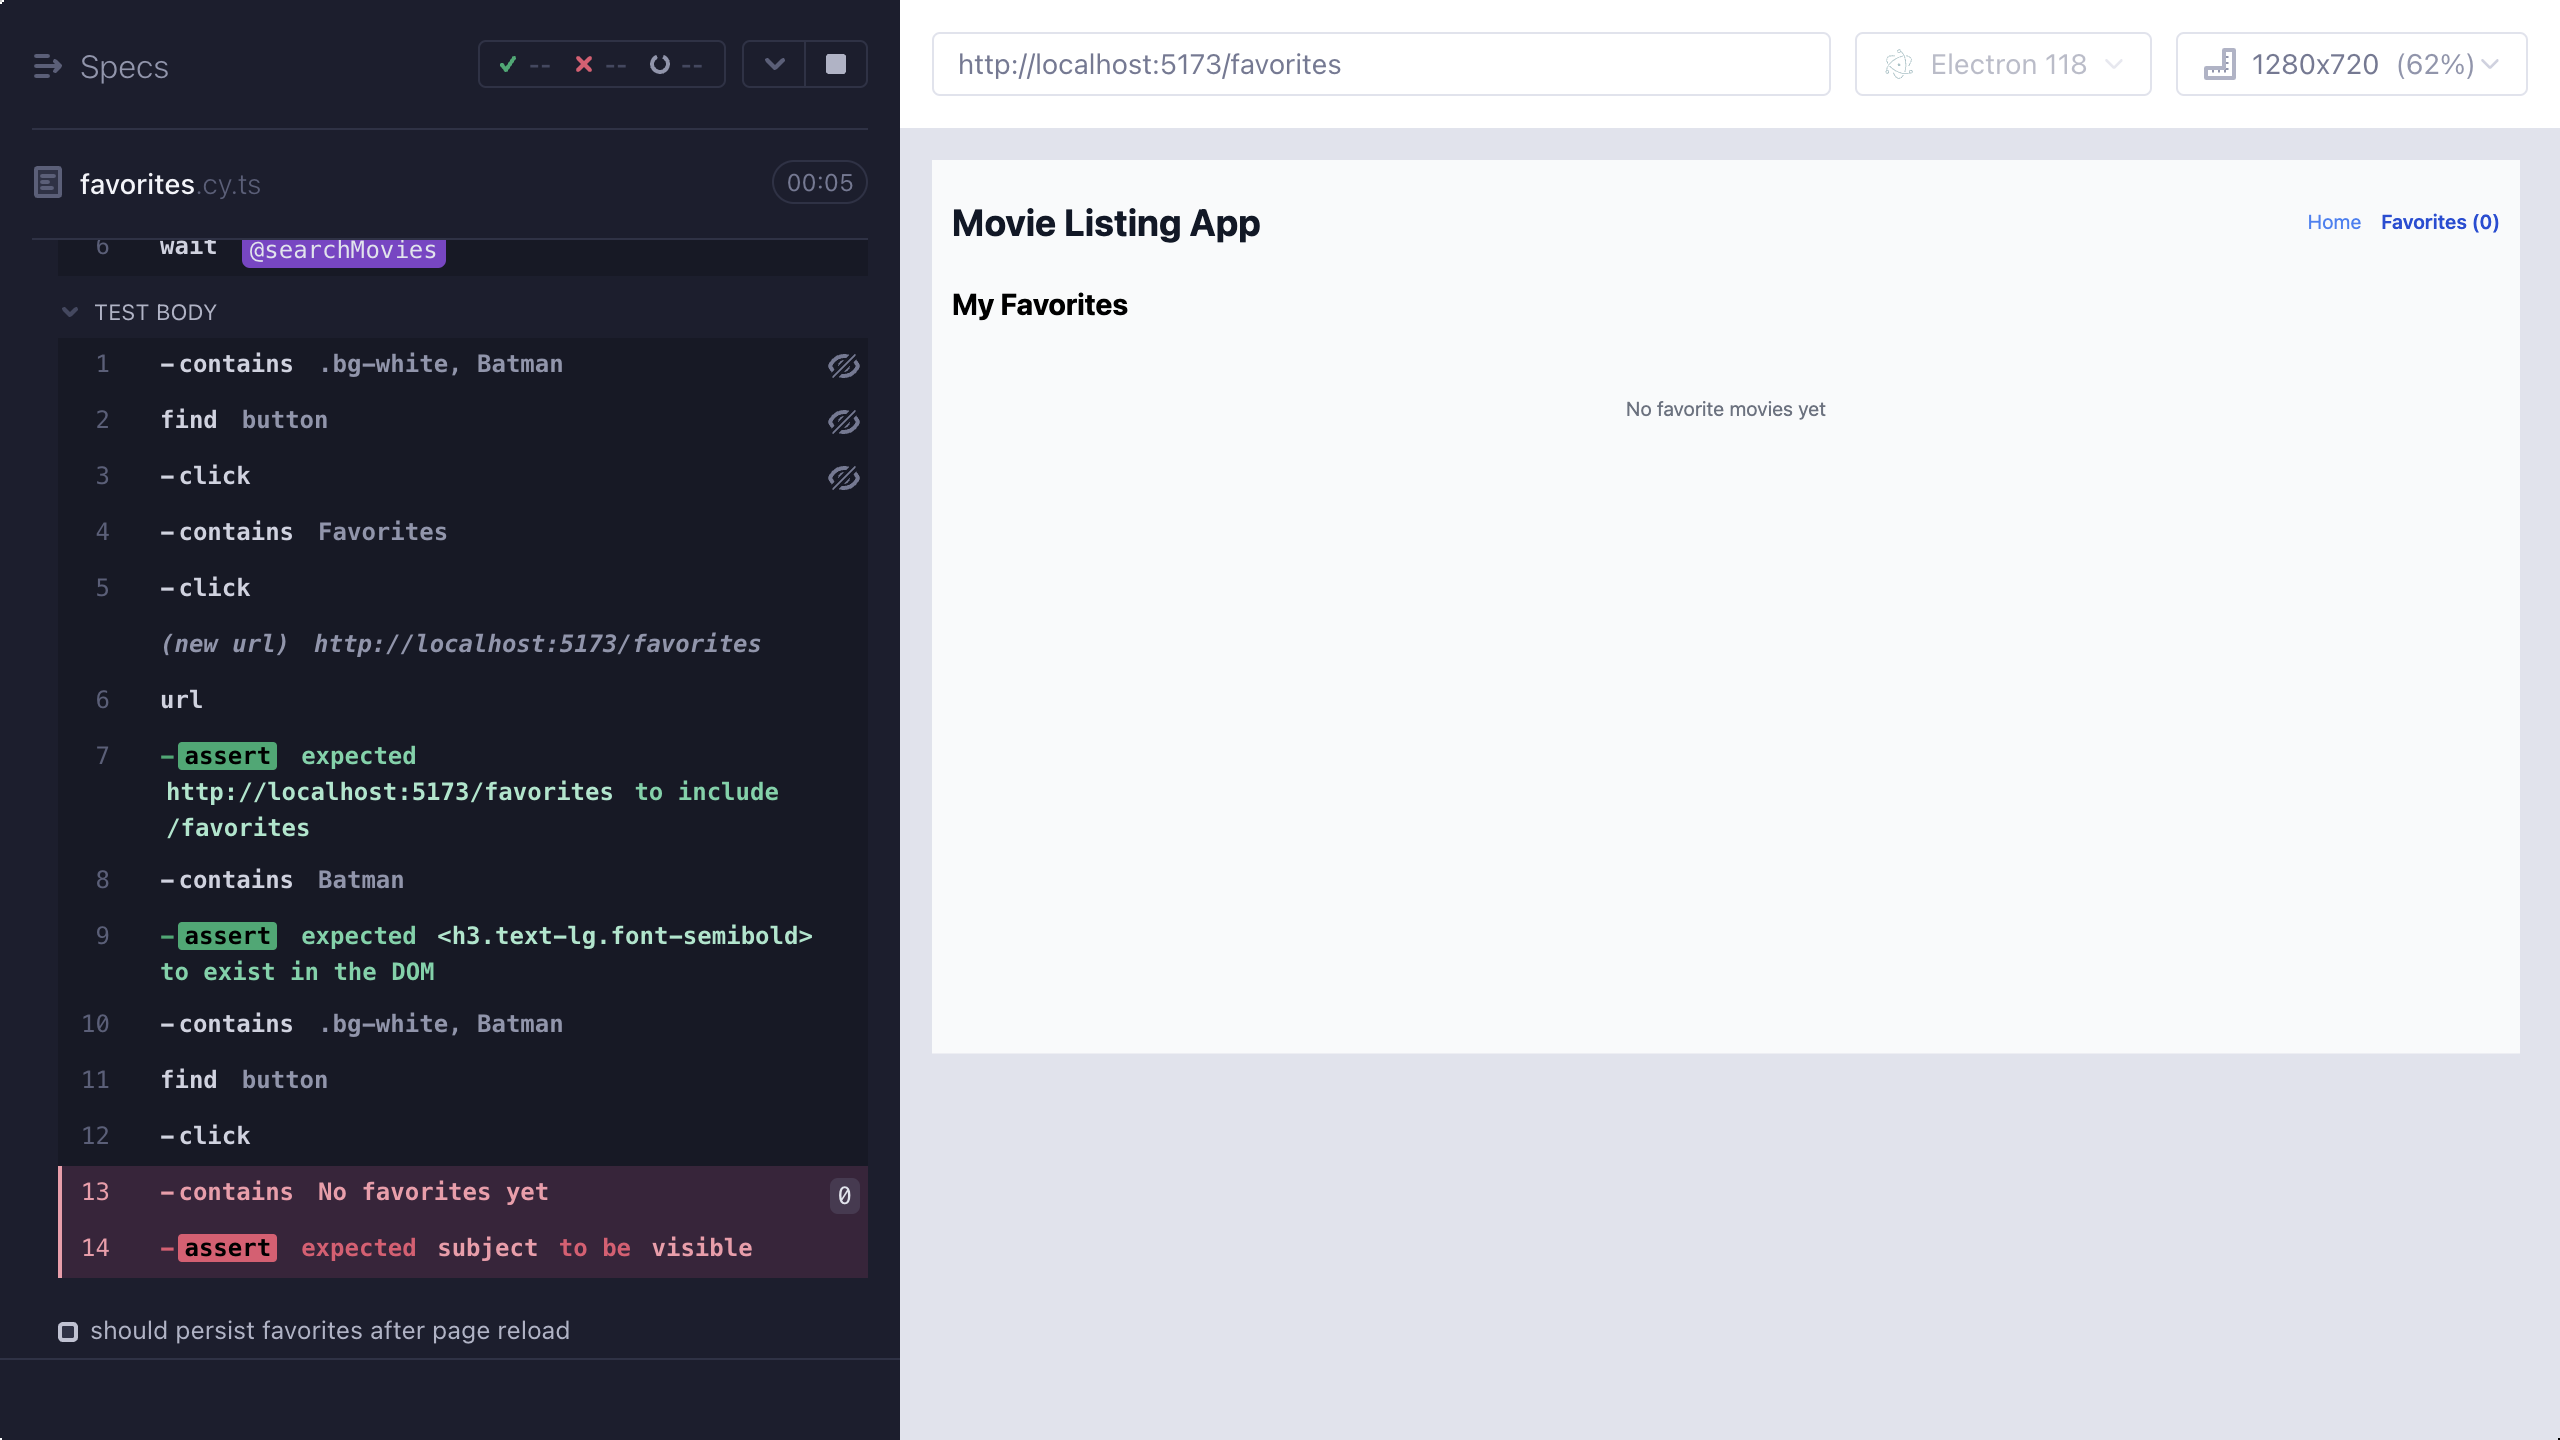 Specs
-- -- --
favorites.cy.ts
00:05
6 wait @searchMovies
TEST BODY
1 -contains .bg-white, Batman
2 find button
3 -click
4 -contains Favorites
5 -click
(new url) http://localhost:5173/favorites
6 url
7 -assert expected
http://localhost:5173/favorites to include
/favorites
8 -contains Batman
9 -assert expected <h3.text-lg.font-semibold>
to exist in the DOM
10 -contains .bg-white, Batman
11 find button
12 -click
13 -contains No favorites yet 0
14 -assert expected subject to be visible
should persist favorites after page reload
http://localhost:5173/favorites
Electron 118
1280x720 (62%)
Movie Listing App
Home Favorites (0)
My Favorites
No favorite movies yet